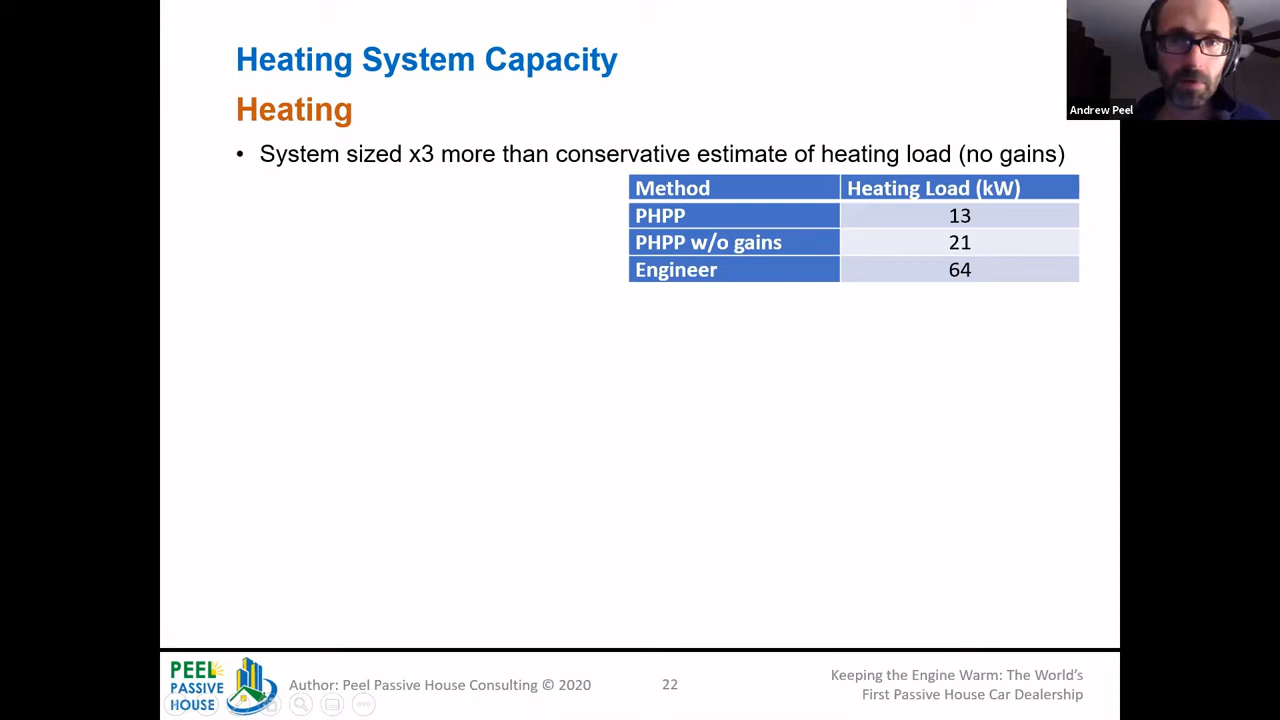 Heating System Capacity
Heating
• System sized x3 more than conservative estimate of heating load (no gains)
Method Heating Load (kW)
PHPP 13
PHPP w/o gains 21
Engineer 64
Andrew Peel
PEEL
PASSIVE
HOUSE
Author: Peel Passive House Consulting © 2020
22
Keeping the Engine Warm: The World's
First Passive House Car Dealership